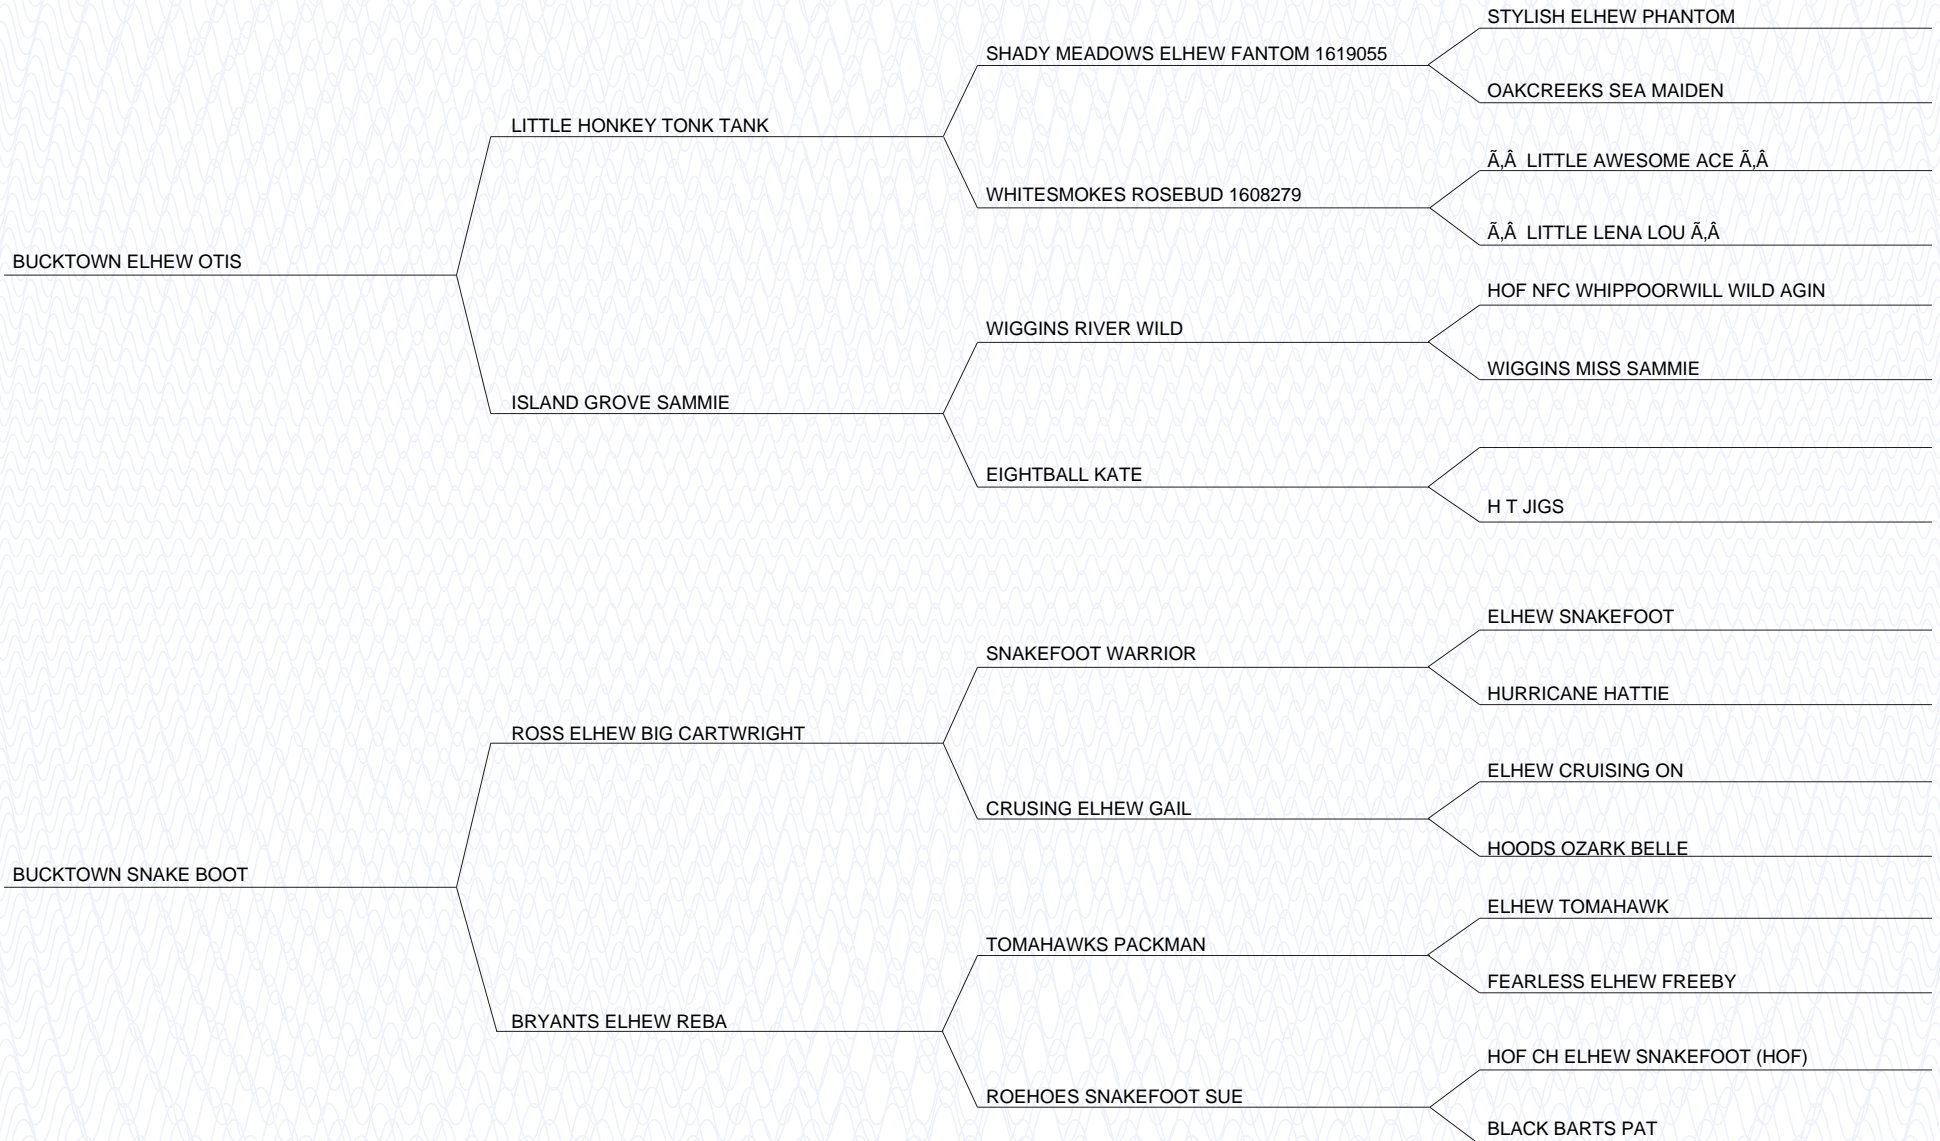 STYLISH ELHEW PHANTOM
SHADY MEADOWS ELHEW FANTOM 1619055
OAKCREEKS SEA MAIDEN
LITTLE HONKEY TONK TANK
Ã‚Â LITTLE AWESOME ACE Ã‚Â
WHITESMOKES ROSEBUD 1608279
Ã‚Â LITTLE LENA LOU Ã‚Â
BUCKTOWN ELHEW OTIS
HOF NFC WHIPPOORWILL WILD AGIN
WIGGINS RIVER WILD
WIGGINS MISS SAMMIE
ISLAND GROVE SAMMIE
EIGHTBALL KATE
H T JIGS
ELHEW SNAKEFOOT
SNAKEFOOT WARRIOR
HURRICANE HATTIE
ROSS ELHEW BIG CARTWRIGHT
ELHEW CRUISING ON
CRUSING ELHEW GAIL
HOODS OZARK BELLE
BUCKTOWN SNAKE BOOT
ELHEW TOMAHAWK
TOMAHAWKS PACKMAN
FEARLESS ELHEW FREEBY
BRYANTS ELHEW REBA
HOF CH ELHEW SNAKEFOOT (HOF)
ROEHOES SNAKEFOOT SUE
BLACK BARTS PAT